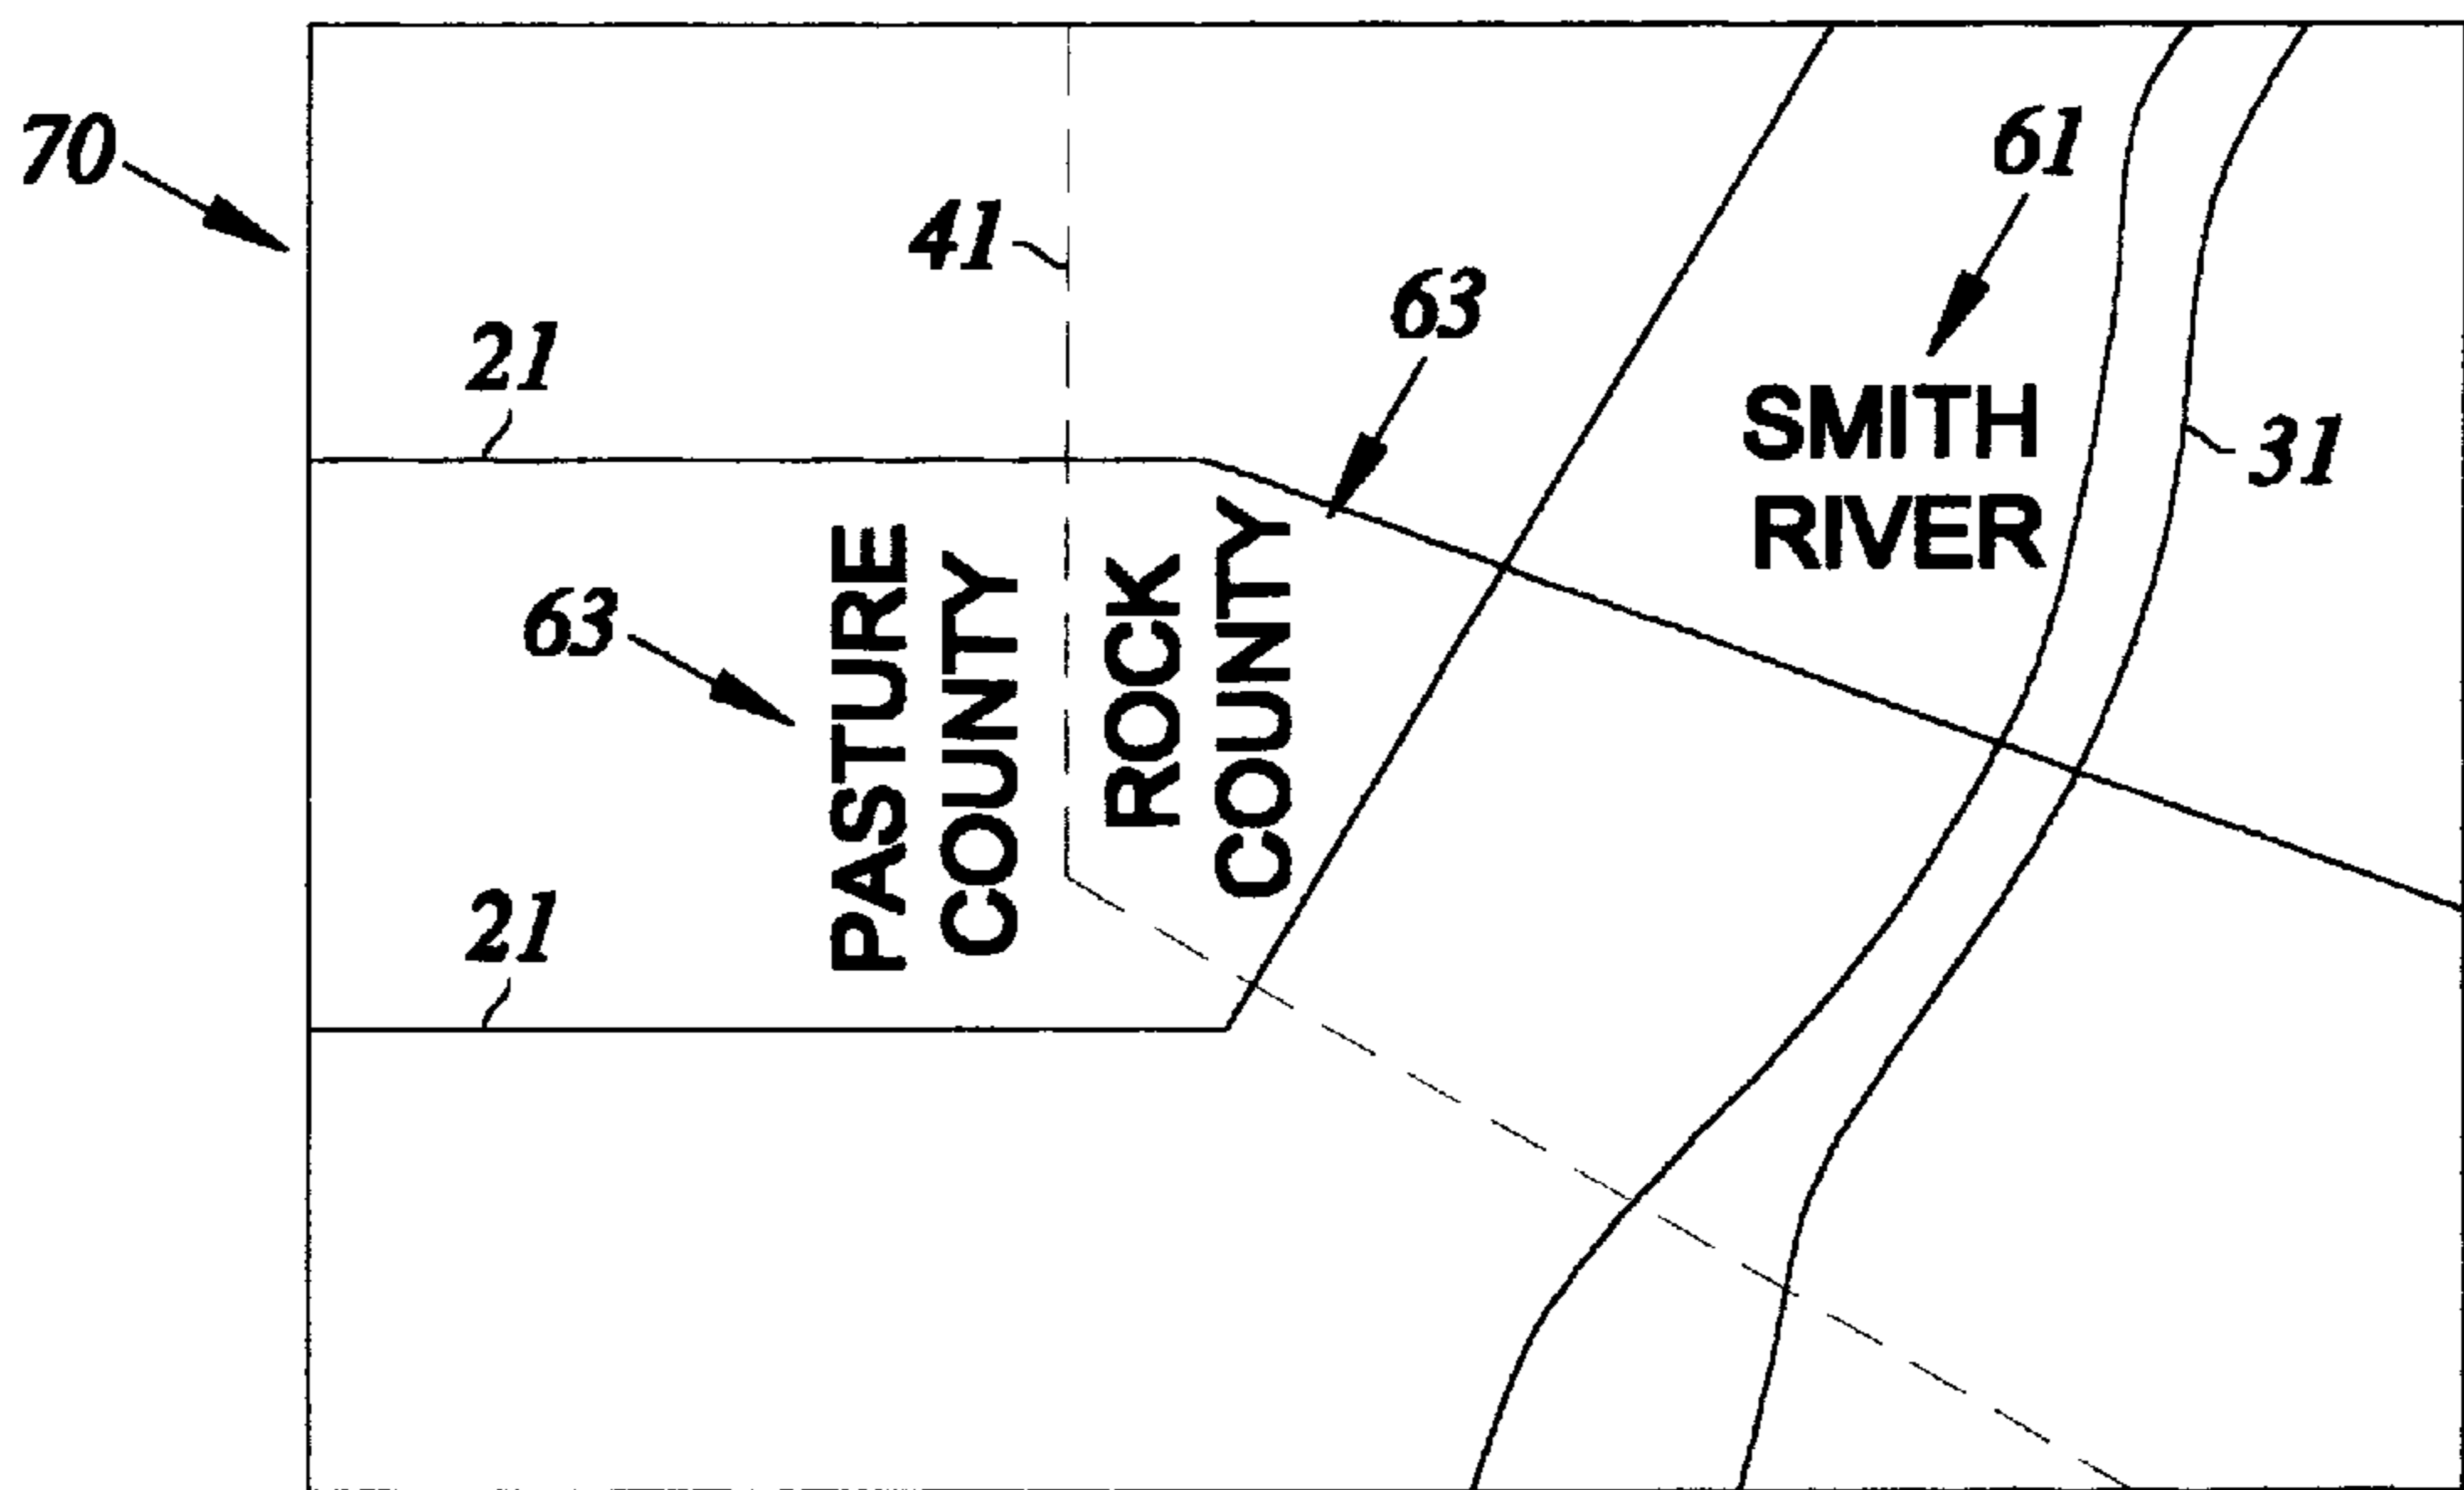 70
61
41
63
21
SMITH
RIVER
31
PASTURE
COUNTY
ROCK
COUNTY
63
21